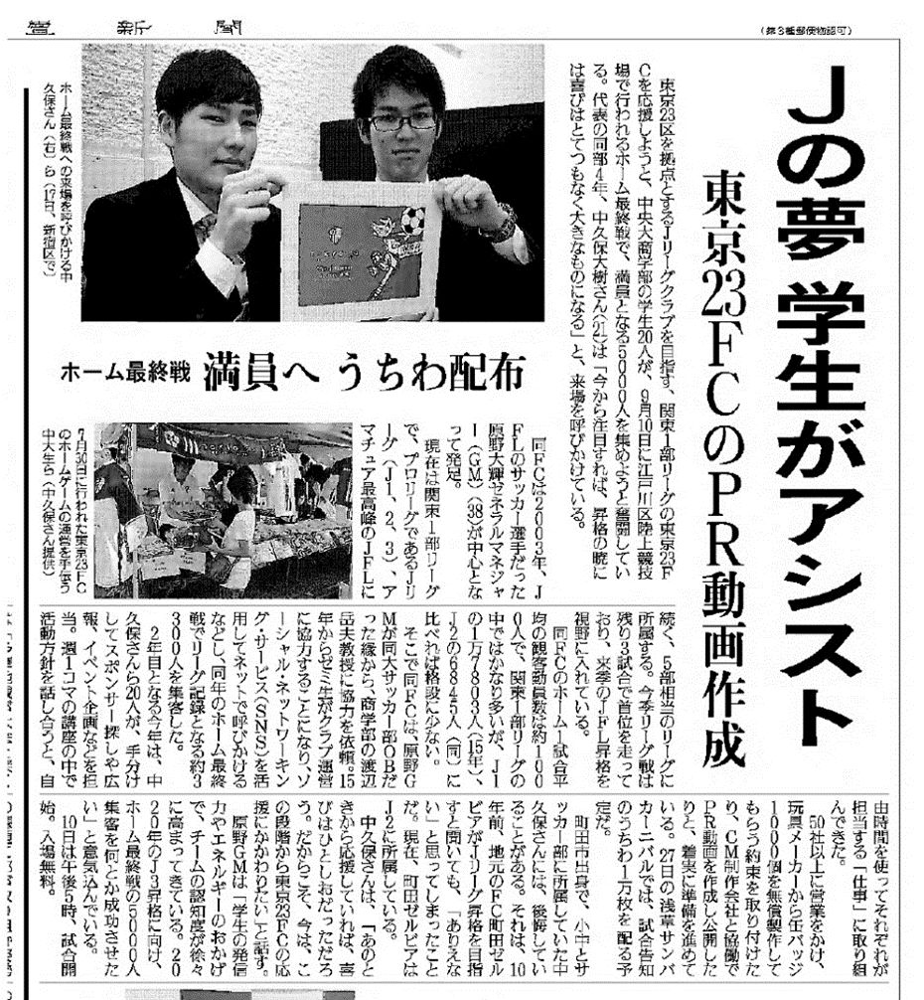 賣新聞
(第3種郵便物認可)
Jの夢 学生がアシスト
東京23FCのPR動画作成
東京23区を拠点とするJリーグクラブを目指す、関東1部リーグの東京23F
Cを応援しようと、中央大商学部の学生20人が、9月10日に江戸川区陸上競技
場で行われるホーム最終戦で、満員となる5000人を集めようと奮闘してい
る。代表の同部4年、中久保大樹さん(21)は「今から注目すれば、昇格の暁に
は喜びはとてつもなく大きなものになる」と、来場を呼びかけている。
ホーム最終戦への来場を呼びかける中
久保さん(右)ら(17日、新宿区で)
ホーム最終戦 満員へ うちわ配布
同FCは2003年、J
FLのサッカー選手だった
原野大輝ゼネラルマネジャ
ー(GM)(38)が中心とな
って発足。
現在は関東1部リーグ
で、プロリーグであるJリ
ーグ(J1、2、3)、ア
マチュア最高峰のJFLに
7月30日に行われた東京23FC
のホームゲームの運営を手伝う
中大生ら(中久保さん提供)
続く、5部相当のリーグに
所属する。今季リーグ戦は
残り3試合で首位を走って
おり、来季のJFL昇格を
視野に入れている。
同FCのホーム1試合平
均の観客動員数は約100
0人で、関東1部リーグの
中ではかなり多いが、J1
の1万7803人(15年)、
J2の6845人(同)に
比べれば格段に少ない。
そこで同FCは、原野G
Mが同大サッカー部OBだ
った縁から、商学部の渡辺
岳夫教授に協力を依頼。15
年からゼミ生がクラブ運営
に協力することになり、ソ
ーシャル・ネットワーキン
グ・サービス(SNS)を活
用してネットで呼びかける
などし、同年のホーム最終
戦でリーグ記録となる約3
300人を集客した。
2年目となる今年は、中
久保さんら20人が、手分け
してスポンサー探しや広
報、イベント企画などを担
当。週1コマの講座の中で
活動方針を話し合うと、自
由時間を使ってそれぞれが
担当する「仕事」に取り組
んできた。
50社以上に営業をかけ、
玩具メーカーから缶バッジ
1000個を無償製作して
もらう約束を取り付けた
り、CM制作会社と協働で
PR動画を作成し公開した
りと、着実に準備を進めて
いる。27日の浅草サンバ
カーニバルでは、試合告知
のうちわ1万枚を配る予
定だ。
町田市出身で、小中とサ
ッカー部に所属していた中
久保さんには、後悔してい
ることがある。それは、10
年前、地元のFC町田ゼル
ビアがJリーグ昇格を目指
すと聞いても、「ありえな
い」と思ってしまったこと
だ。現在、町田ゼルビアは
J2に所属している。
中久保さんは、「あのと
きから応援していれば、喜
びはひとしおだっただろ
う。だからこそ、今は、こ
の段階から東京23FCの応
援にかかわりたい」と話す。
原野GMは「学生の発信
力やエネルギーのおかげ
で、チームの認知度が徐々
に高まってきている。20
20年のJ3昇格に向け、
ホーム最終戦の5000人
集客を何とか成功させた
い」と意気込んでいる。
10日は午後5時、試合開
始。入場無料。